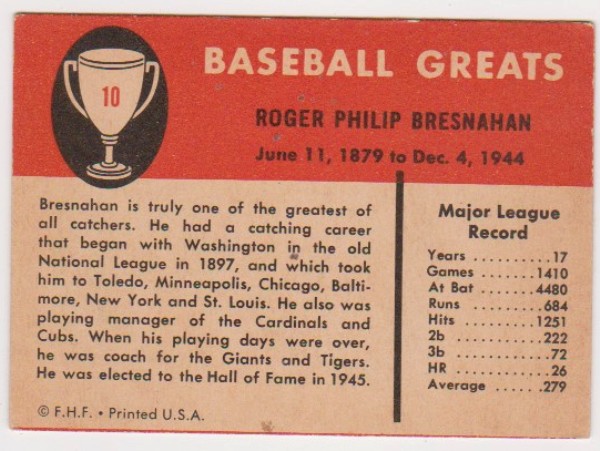 10
BASEBALL GREATS
ROGER PHILIP BRESNAHAN
June 11, 1879 to Dec. 4, 1944
Bresnahan is truly one of the greatest of
all catchers. He had a catching career
that began with Washington in the old
National League in 1897, and which took
him to Toledo, Minneapolis, Chicago, Balti-
more, New York and St. Louis. He also was
playing manager of the Cardinals and
Cubs. When his playing days were over,
he was coach for the Giants and Tigers.
He was elected to the Hall of Fame in 1945.
© F.H.F. • Printed U.S.A.
Major League
Record
Years ..........17
Games .......1410
At Bat .......4480
Runs .........684
Hits .........1251
2b ...........222
3b ............72
HR ............26
Average ......279